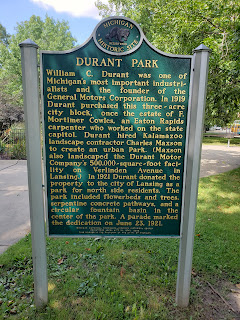 MICHIGAN
HISTORIC SITE
DURANT PARK
William C. Durant was one of
Michigan's most important industri-
alists and the founder of the
General Motors Corporation. In 1919
Durant purchased this three-acre
city block, once the estate of F.
Mortimer Cowles, an Eaton Rapids
carpenter who worked on the state
capitol. Durant hired Kalamazoo
landscape contractor Charles Maxson
to create an urban park. (Maxson
also landscaped the Durant Motor
Company's 500,000-square-foot faci-
lity on Verlinden Avenue in
Lansing.) In 1921 Durant donated the
property to the city of Lansing as a
park for north side residents. The
park included flowerbeds and trees,
serpentine concrete pathways, and a
circular fountain basin in the
center of the park. A parade marked
the dedication on June 23, 1921.